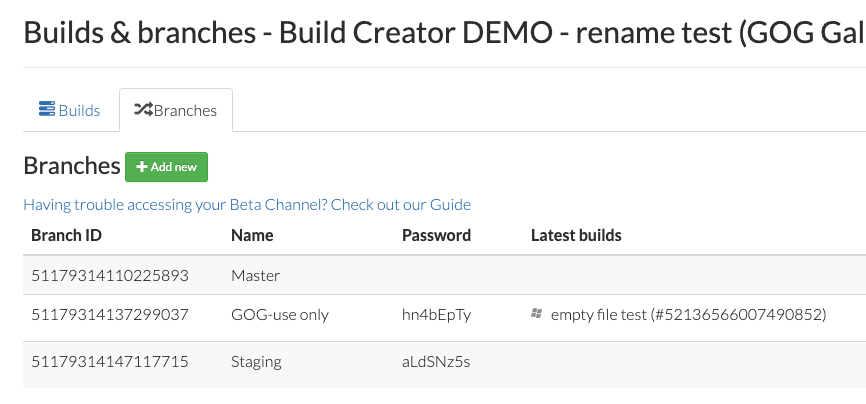 Builds & branches - Build Creator DEMO - rename test (GOG Gal
Builds Branches
Branches + Add new
Having trouble accessing your Beta Channel? Check out our Guide
Branch ID Name Password Latest builds
51179314110225893 Master
51179314137299037 GOG-use only hn4bEpTy empty file test (#52136566007490852)
51179314147117715 Staging aLdSNz5s